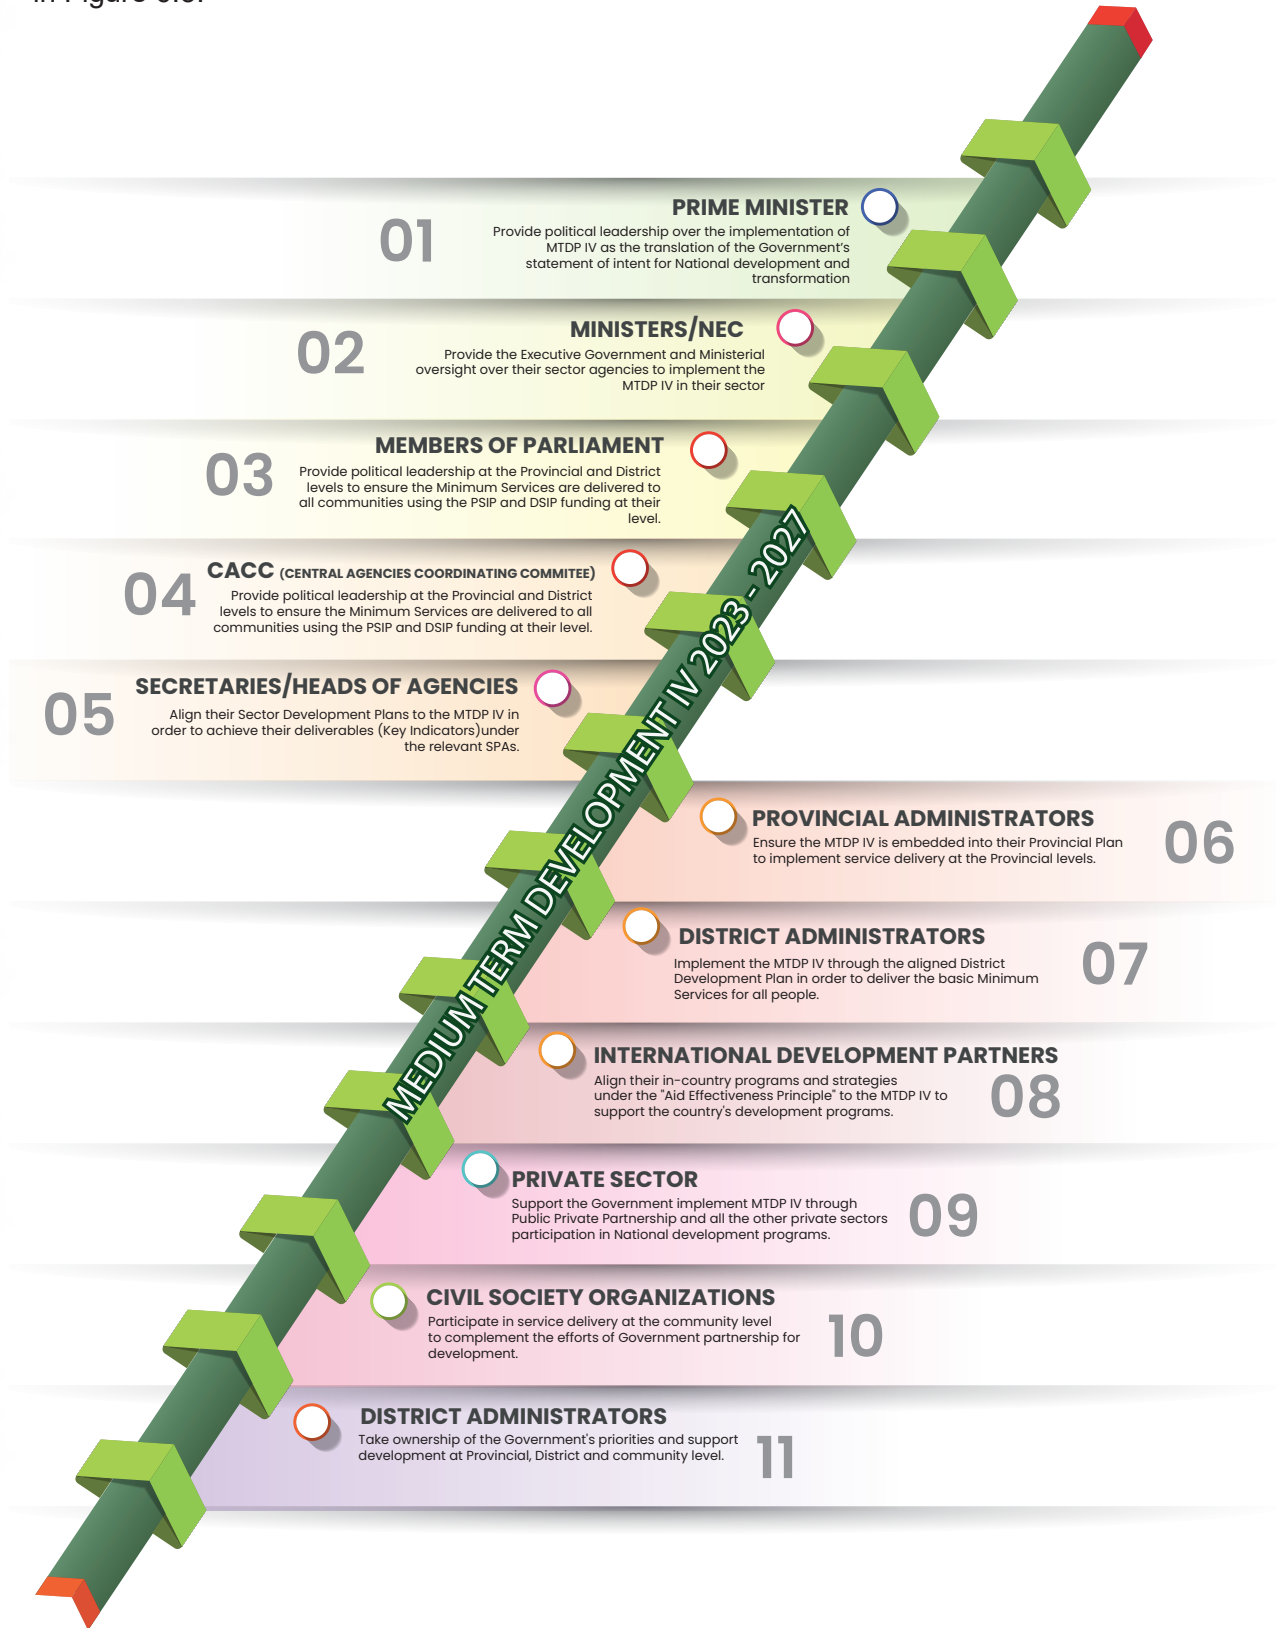 in Figure
01
PRIME MINISTER
Provide political leadership over the implementation of
MTDP IV as the translation of the Government's
statement of intent for National development and
transformation
02
MINISTERS/NEC
Provide the Executive Government and Ministerial
oversight over their sector agencies to implement the
MTDP IV in their sector
03
MEMBERS OF PARLIAMENT
Provide political leadership at the Provincial and District
levels to ensure the Minimum Services are delivered to
all communities using the PSIP and DSIP funding at their
level.
04
CACC (CENTRAL AGENCIES COORDINATING COMMITEE)
Provide political leadership at the Provincial and District
levels to ensure the Minimum Services are delivered to all
communities using the PSIP and DSIP funding at their level.
05
SECRETARIES/HEADS OF AGENCIES
Align their Sector Development Plans to the MTDP IV in
order to achieve their deliverables (Key Indicators)under
the relevant SPAs.
MEDIUM TERM DEVELOPMENT IV 2023 - 2027
PROVINCIAL ADMINISTRATORS
Ensure the MTDP IV is embedded into their Provincial Plan
to implement service delivery at the Provincial levels.
06
DISTRICT ADMINISTRATORS
Implement the MTDP IV through the aligned District
Development Plan in order to deliver the basic Minimum
Services for all people.
07
INTERNATIONAL DEVELOPMENT PARTNERS
Align their in-country programs and strategies
under the "Aid Effectiveness Principle" to the MTDP IV to
support the country's development programs.
08
PRIVATE SECTOR
Support the Government implement MTDP IV through
Public Private Partnership and all the other private sectors
participation in National development programs.
09
CIVIL SOCIETY ORGANIZATIONS
Participate in service delivery at the community level
to complement the efforts of Government partnership for
development.
10
DISTRICT ADMINISTRATORS
Take ownership of the Government's priorities and support
development at Provincial, District and community level.
11